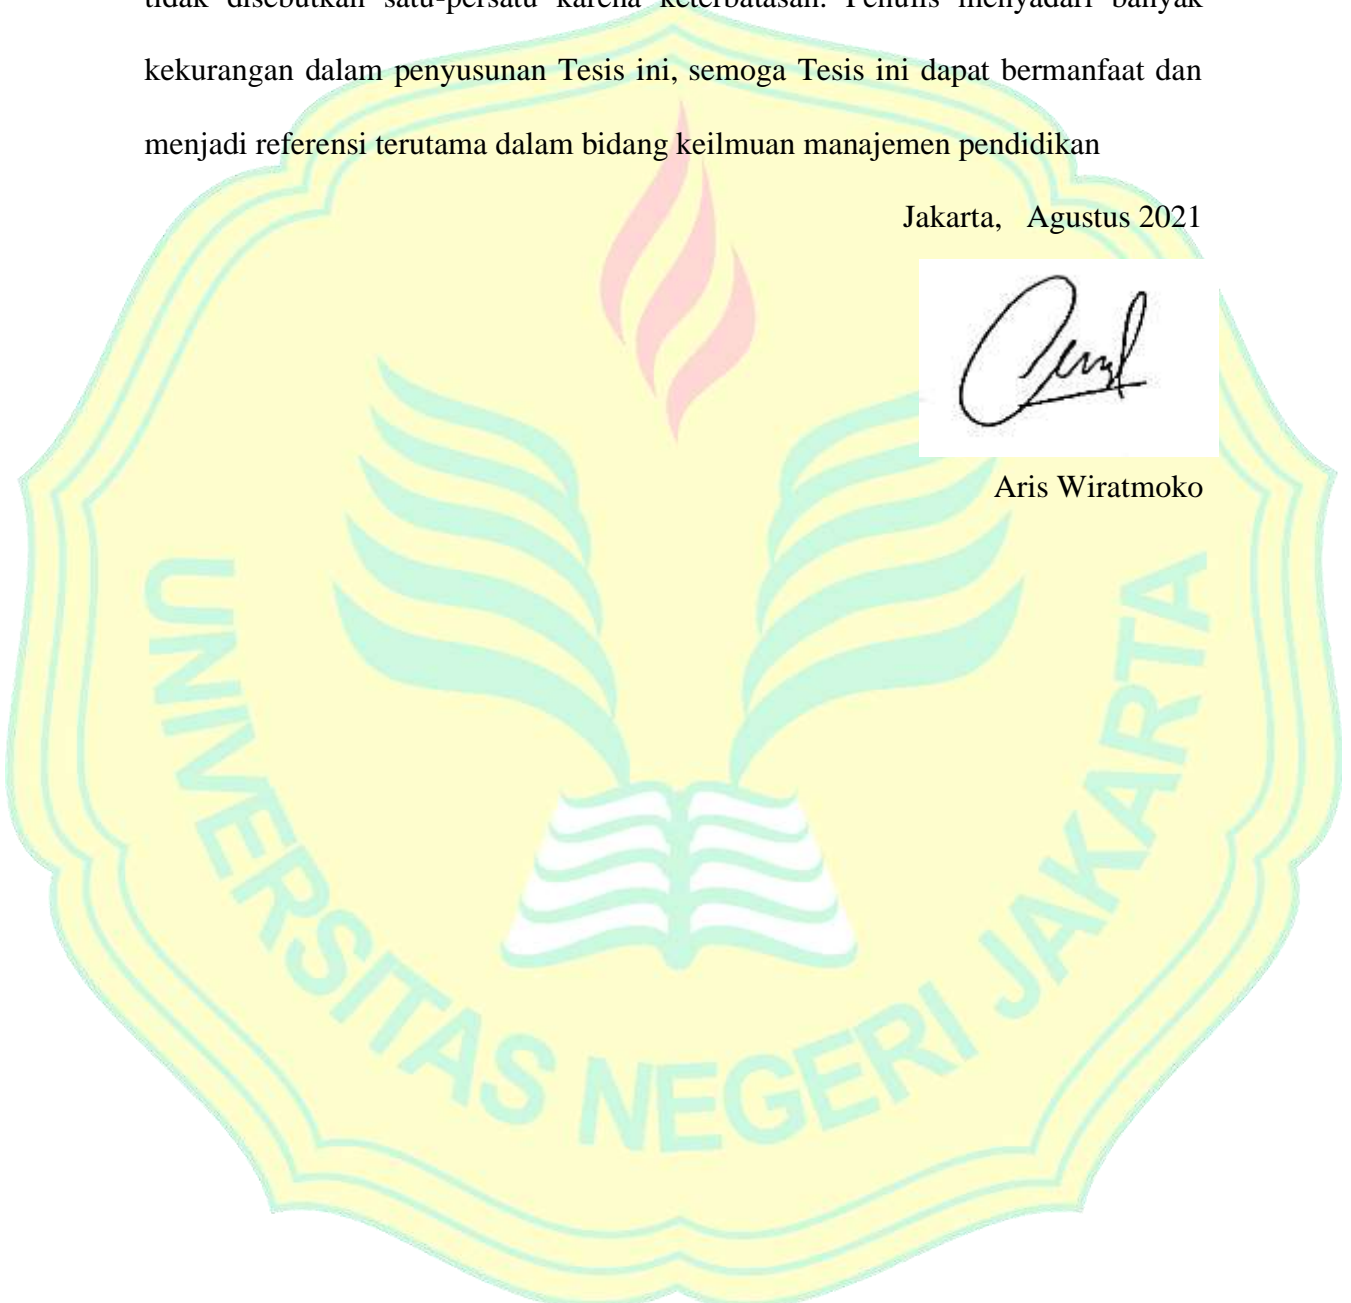 tidak disebutkan satu-persatu karena keterbatasan. Penulis menyadari banyak
kekurangan dalam penyusunan Tesis ini, semoga Tesis ini dapat bermanfaat dan
menjadi referensi terutama dalam bidang keilmuan manajemen pendidikan
Jakarta, Agustus 2021
Aris Wiratmoko
UNIVERSITAS NEGERI JAKARTA